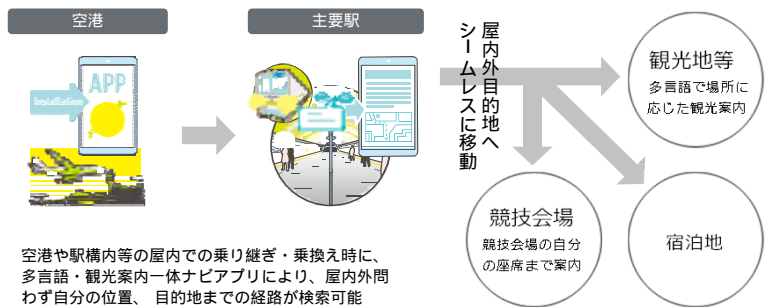 空港
主要駅
APP
Installation
屋内外目的地へ
シームレスに移動
観光地等
多言語で場所に
応じた観光案内
競技会場
競技会場の自分
の座席まで案内
宿泊地
空港や駅構内等の屋内での乗り継ぎ・乗換え時に、
多言語・観光案内一体ナビアプリにより、屋内外問
わず自分の位置、 目的地までの経路が検索可能